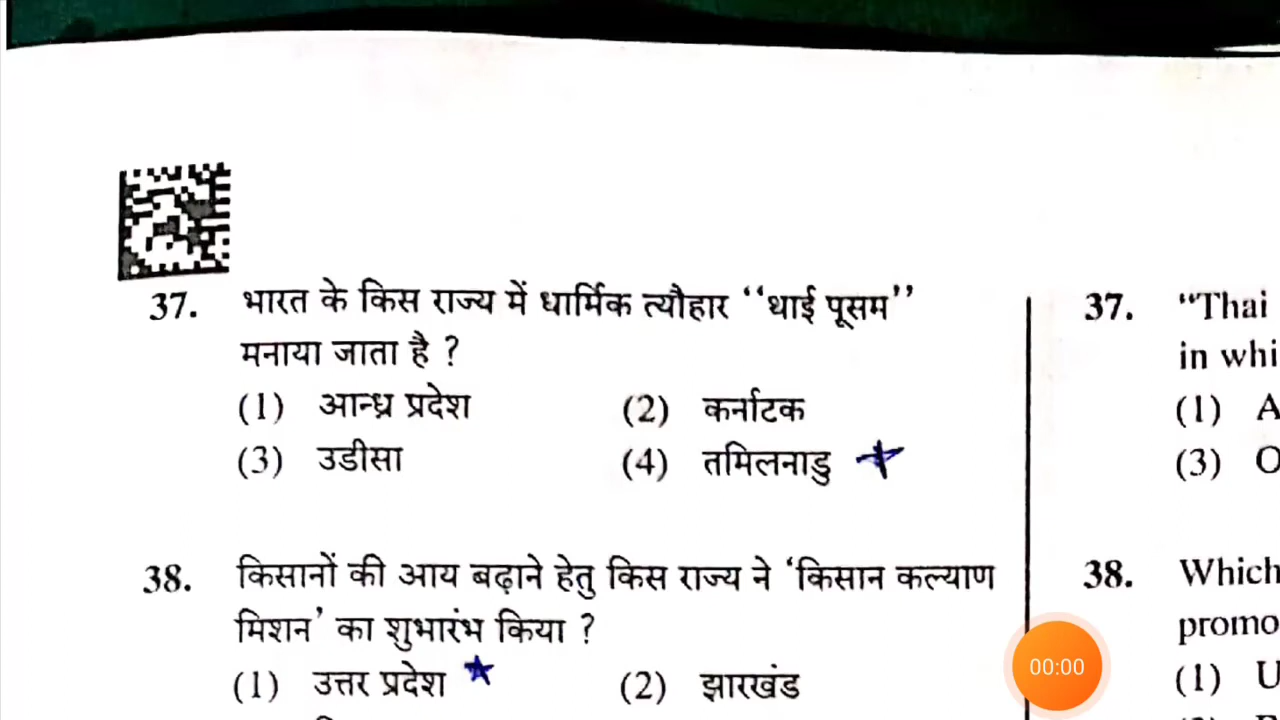 37. भारत के किस राज्य में धार्मिक त्यौहार ‘‘थाई पूसम’’
मनाया जाता है ?
(1) आन्ध्र प्रदेश (2) कर्नाटक
(3) उडीसा (4) तमिलनाडु
38. किसानों की आय बढ़ाने हेतु किस राज्य ने ‘किसान कल्याण
मिशन’ का शुभारंभ किया ?
(1) उत्तर प्रदेश (2) झारखंड
37. “Thai
in whi
(1) A
(3) O
38. Which
promo
(1) U
00:00